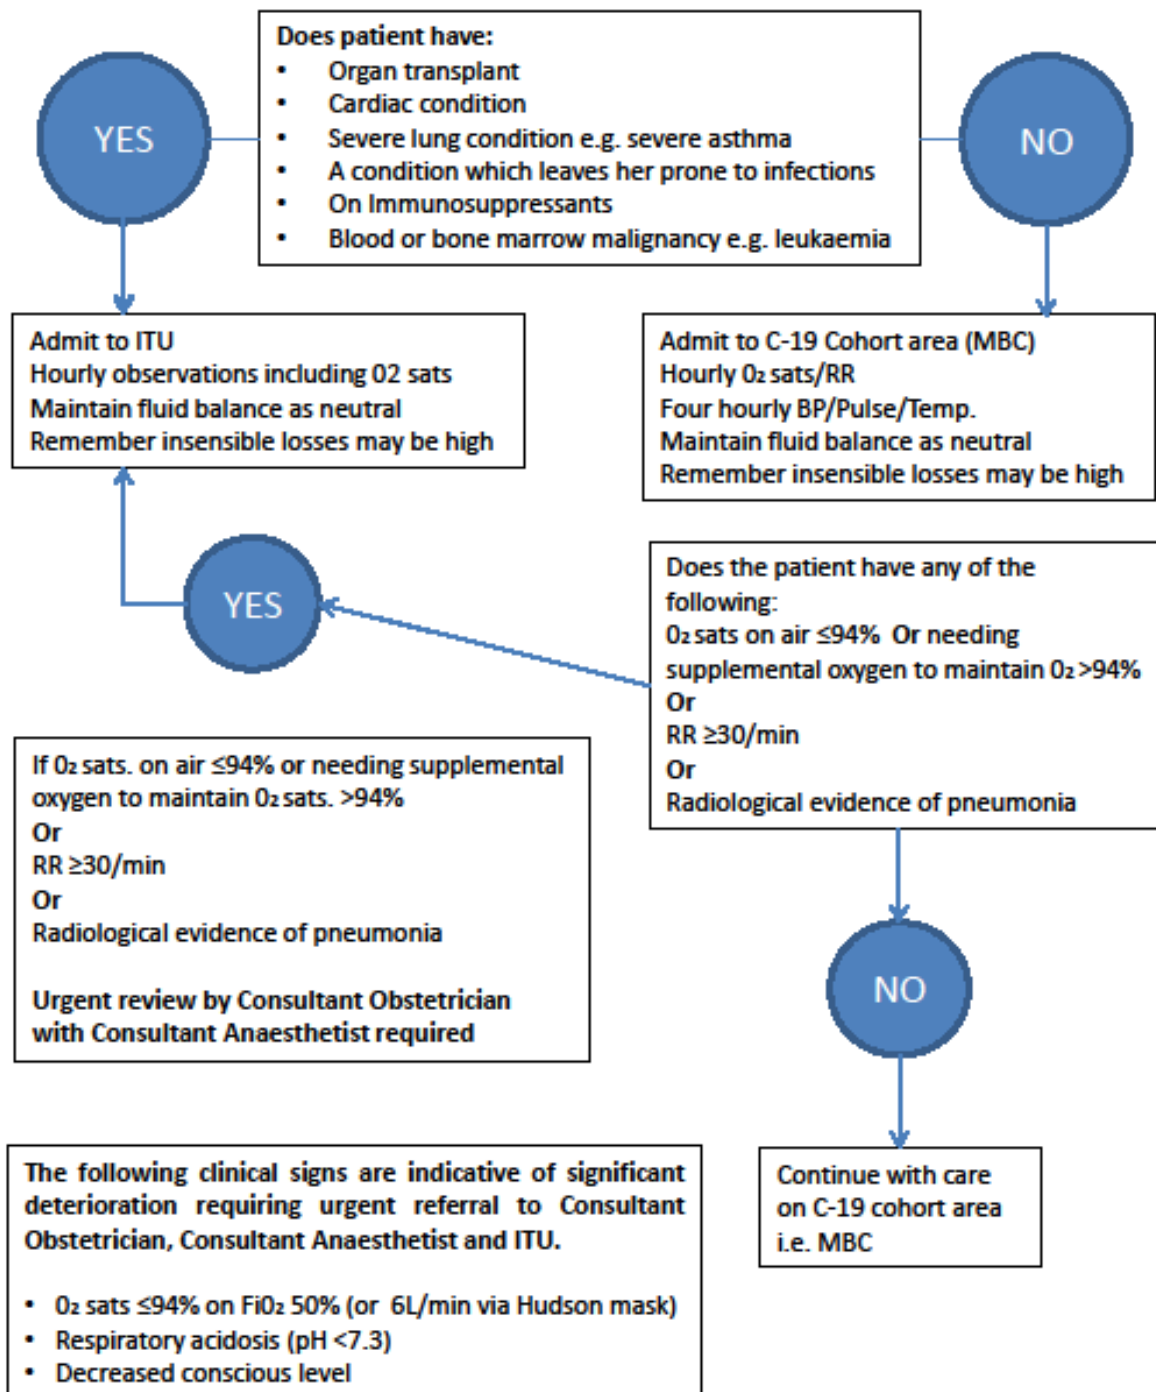 Does patient have:
• Organ transplant
• Cardiac condition
• Severe lung condition e.g. severe asthma
• A condition which leaves her prone to infections
• On Immunosuppressants
• Blood or bone marrow malignancy e.g. leukaemia
YES
NO
Admit to ITU
Hourly observations including 02 sats
Maintain fluid balance as neutral
Remember insensible losses may be high
Admit to C-19 Cohort area (MBC)
Hourly 0₂ sats/RR
Four hourly BP/Pulse/Temp.
Maintain fluid balance as neutral
Remember insensible losses may be high
YES
Does the patient have any of the
following:
0₂ sats on air ≤94% Or needing
supplemental oxygen to maintain 0₂ >94%
Or
RR ≥30/min
Or
Radiological evidence of pneumonia
If 0₂ sats. on air ≤94% or needing supplemental
oxygen to maintain 0₂ sats. >94%
Or
RR ≥30/min
Or
Radiological evidence of pneumonia
Urgent review by Consultant Obstetrician
with Consultant Anaesthetist required
NO
The following clinical signs are indicative of significant
deterioration requiring urgent referral to Consultant
Obstetrician, Consultant Anaesthetist and ITU.
• 0₂ sats ≤94% on Fi0₂ 50% (or 6L/min via Hudson mask)
• Respiratory acidosis (pH <7.3)
• Decreased conscious level
Continue with care
on C-19 cohort area
i.e. MBC